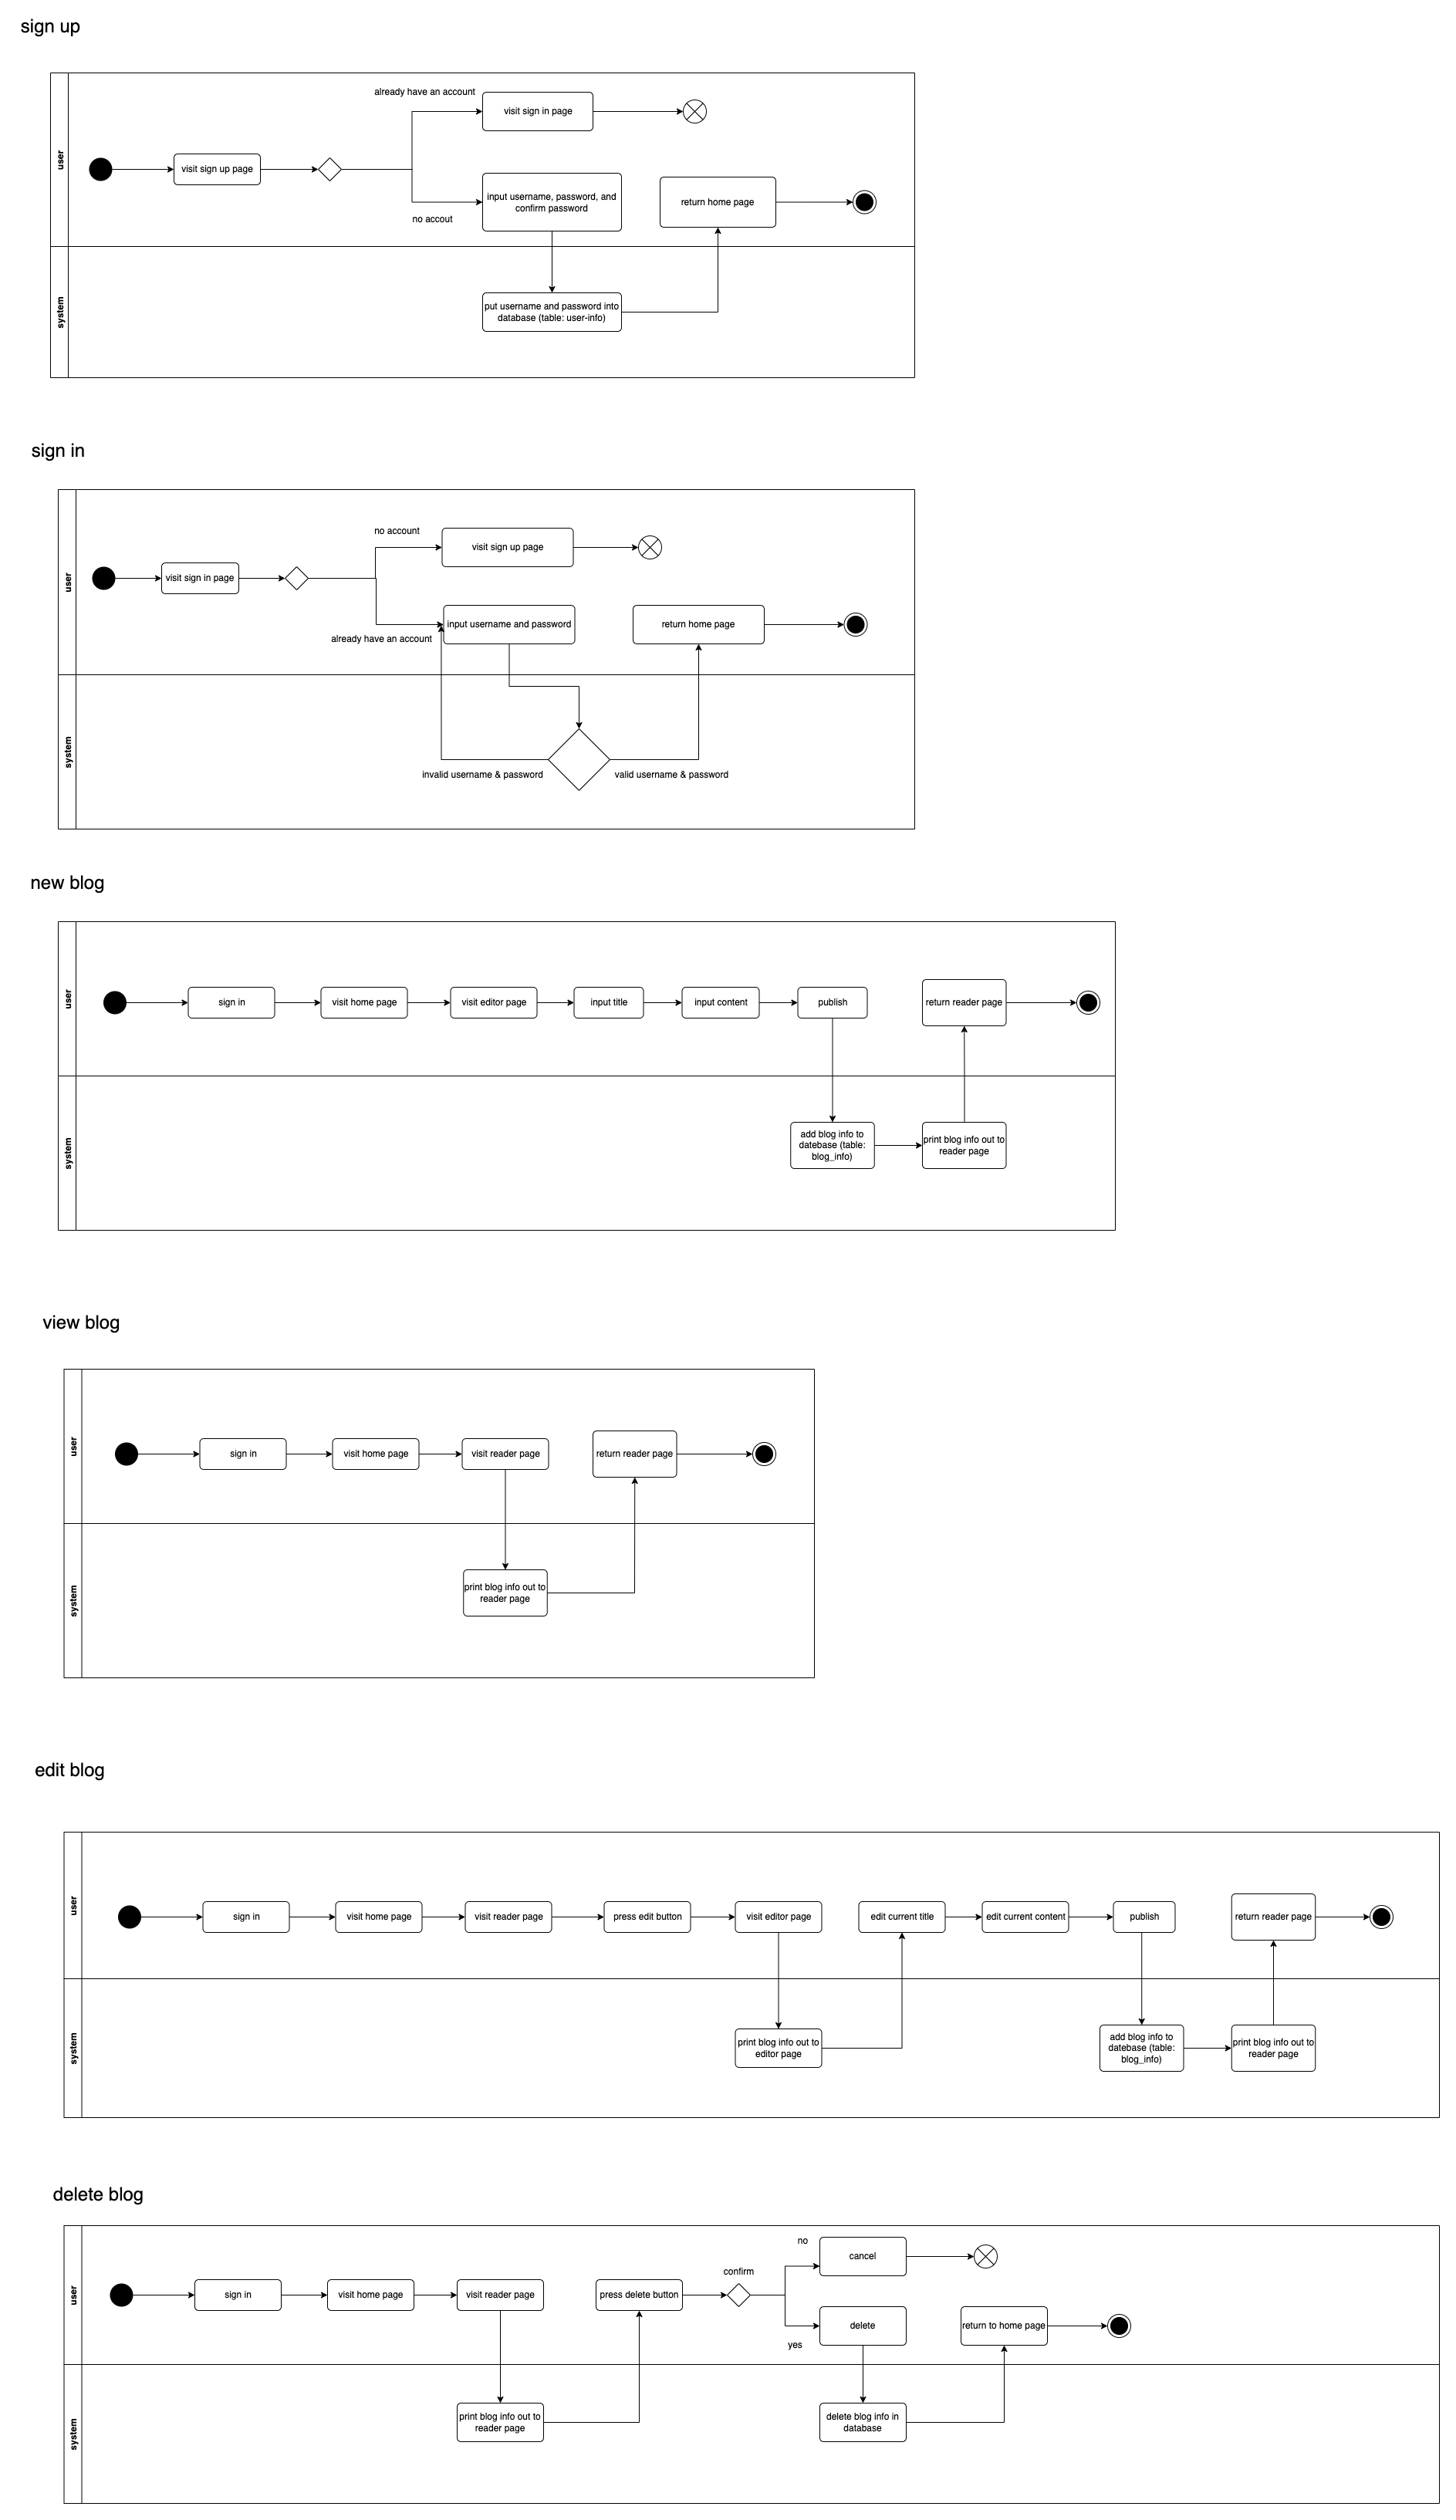 sign up
user
already have an account
visit sign in page
visit sign up page
input username, password, and
confirm password
return home page
no accout
system
put username and password into
database (table: user-info)
sign in
user
no account
visit sign up page
visit sign in page
input username and password
return home page
already have an account
system
invalid username & password
valid username & password
new blog
user
sign in
visit home page
visit editor page
input title
input content
publish
return reader page
system
add blog info to
datebase (table:
blog_info)
print blog info out to
reader page
view blog
user
sign in
visit home page
visit reader page
return reader page
system
print blog info out to
reader page
edit blog
user
sign in
visit home page
visit reader page
press edit button
visit editor page
edit current title
edit current content
publish
return reader page
system
print blog info out to
editor page
add blog info to
datebase (table:
blog_info)
print blog info out to
reader page
delete blog
user
no
cancel
confirm
sign in
visit home page
visit reader page
press delete button
delete
return to home page
yes
system
print blog info out to
reader page
delete blog info in
database